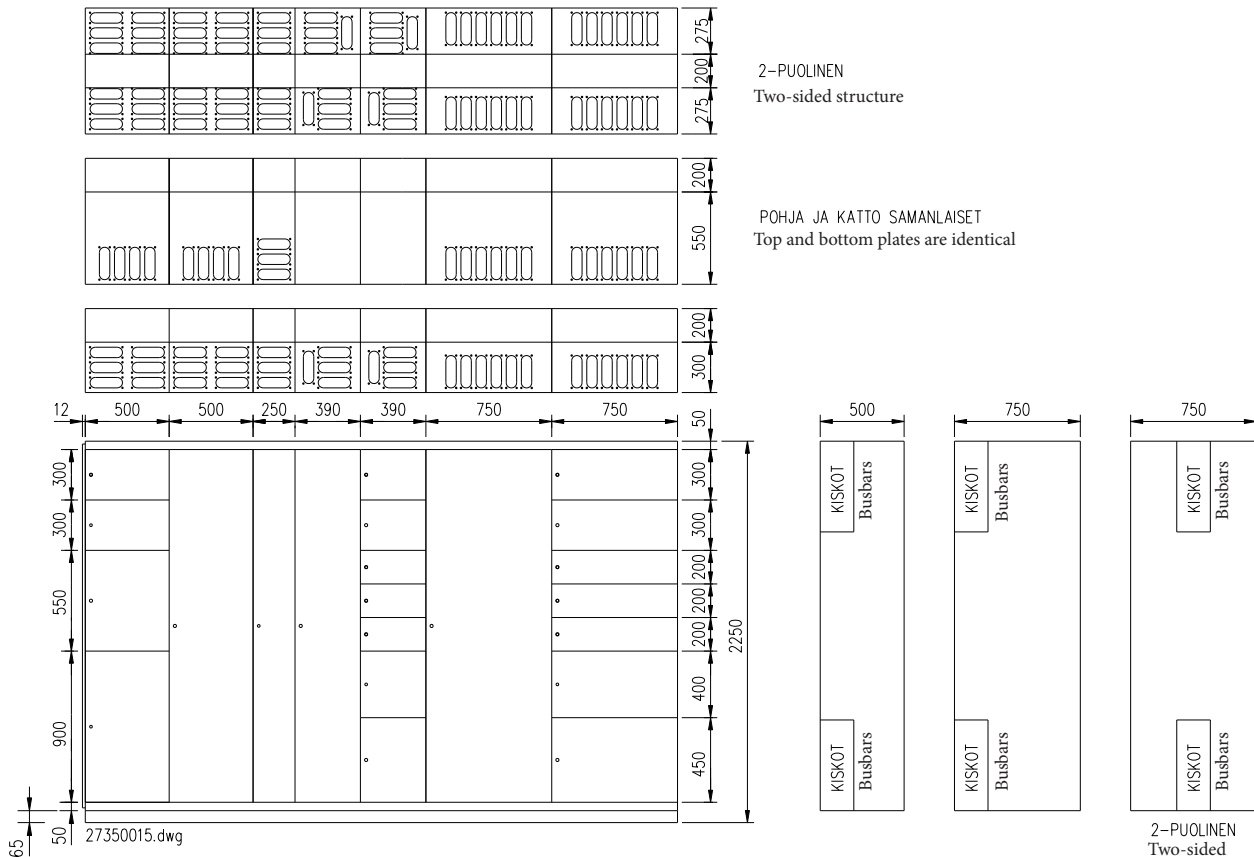 275
200
275
2-PUOLINEN
Two-sided structure
200
550
POHJA JA KATTO SAMANLAISET
Top and bottom plates are identical
200
300
12 500 500 250 390 390 750 750
50
500 750 750
300
300
550
900
50
65
300
300
200
200
200
400
450
2250
KISKOT
Busbars
KISKOT
Busbars
KISKOT
Busbars
KISKOT
Busbars
KISKOT
Busbars
KISKOT
Busbars
27350015.dwg
2-PUOLINEN
Two-sided